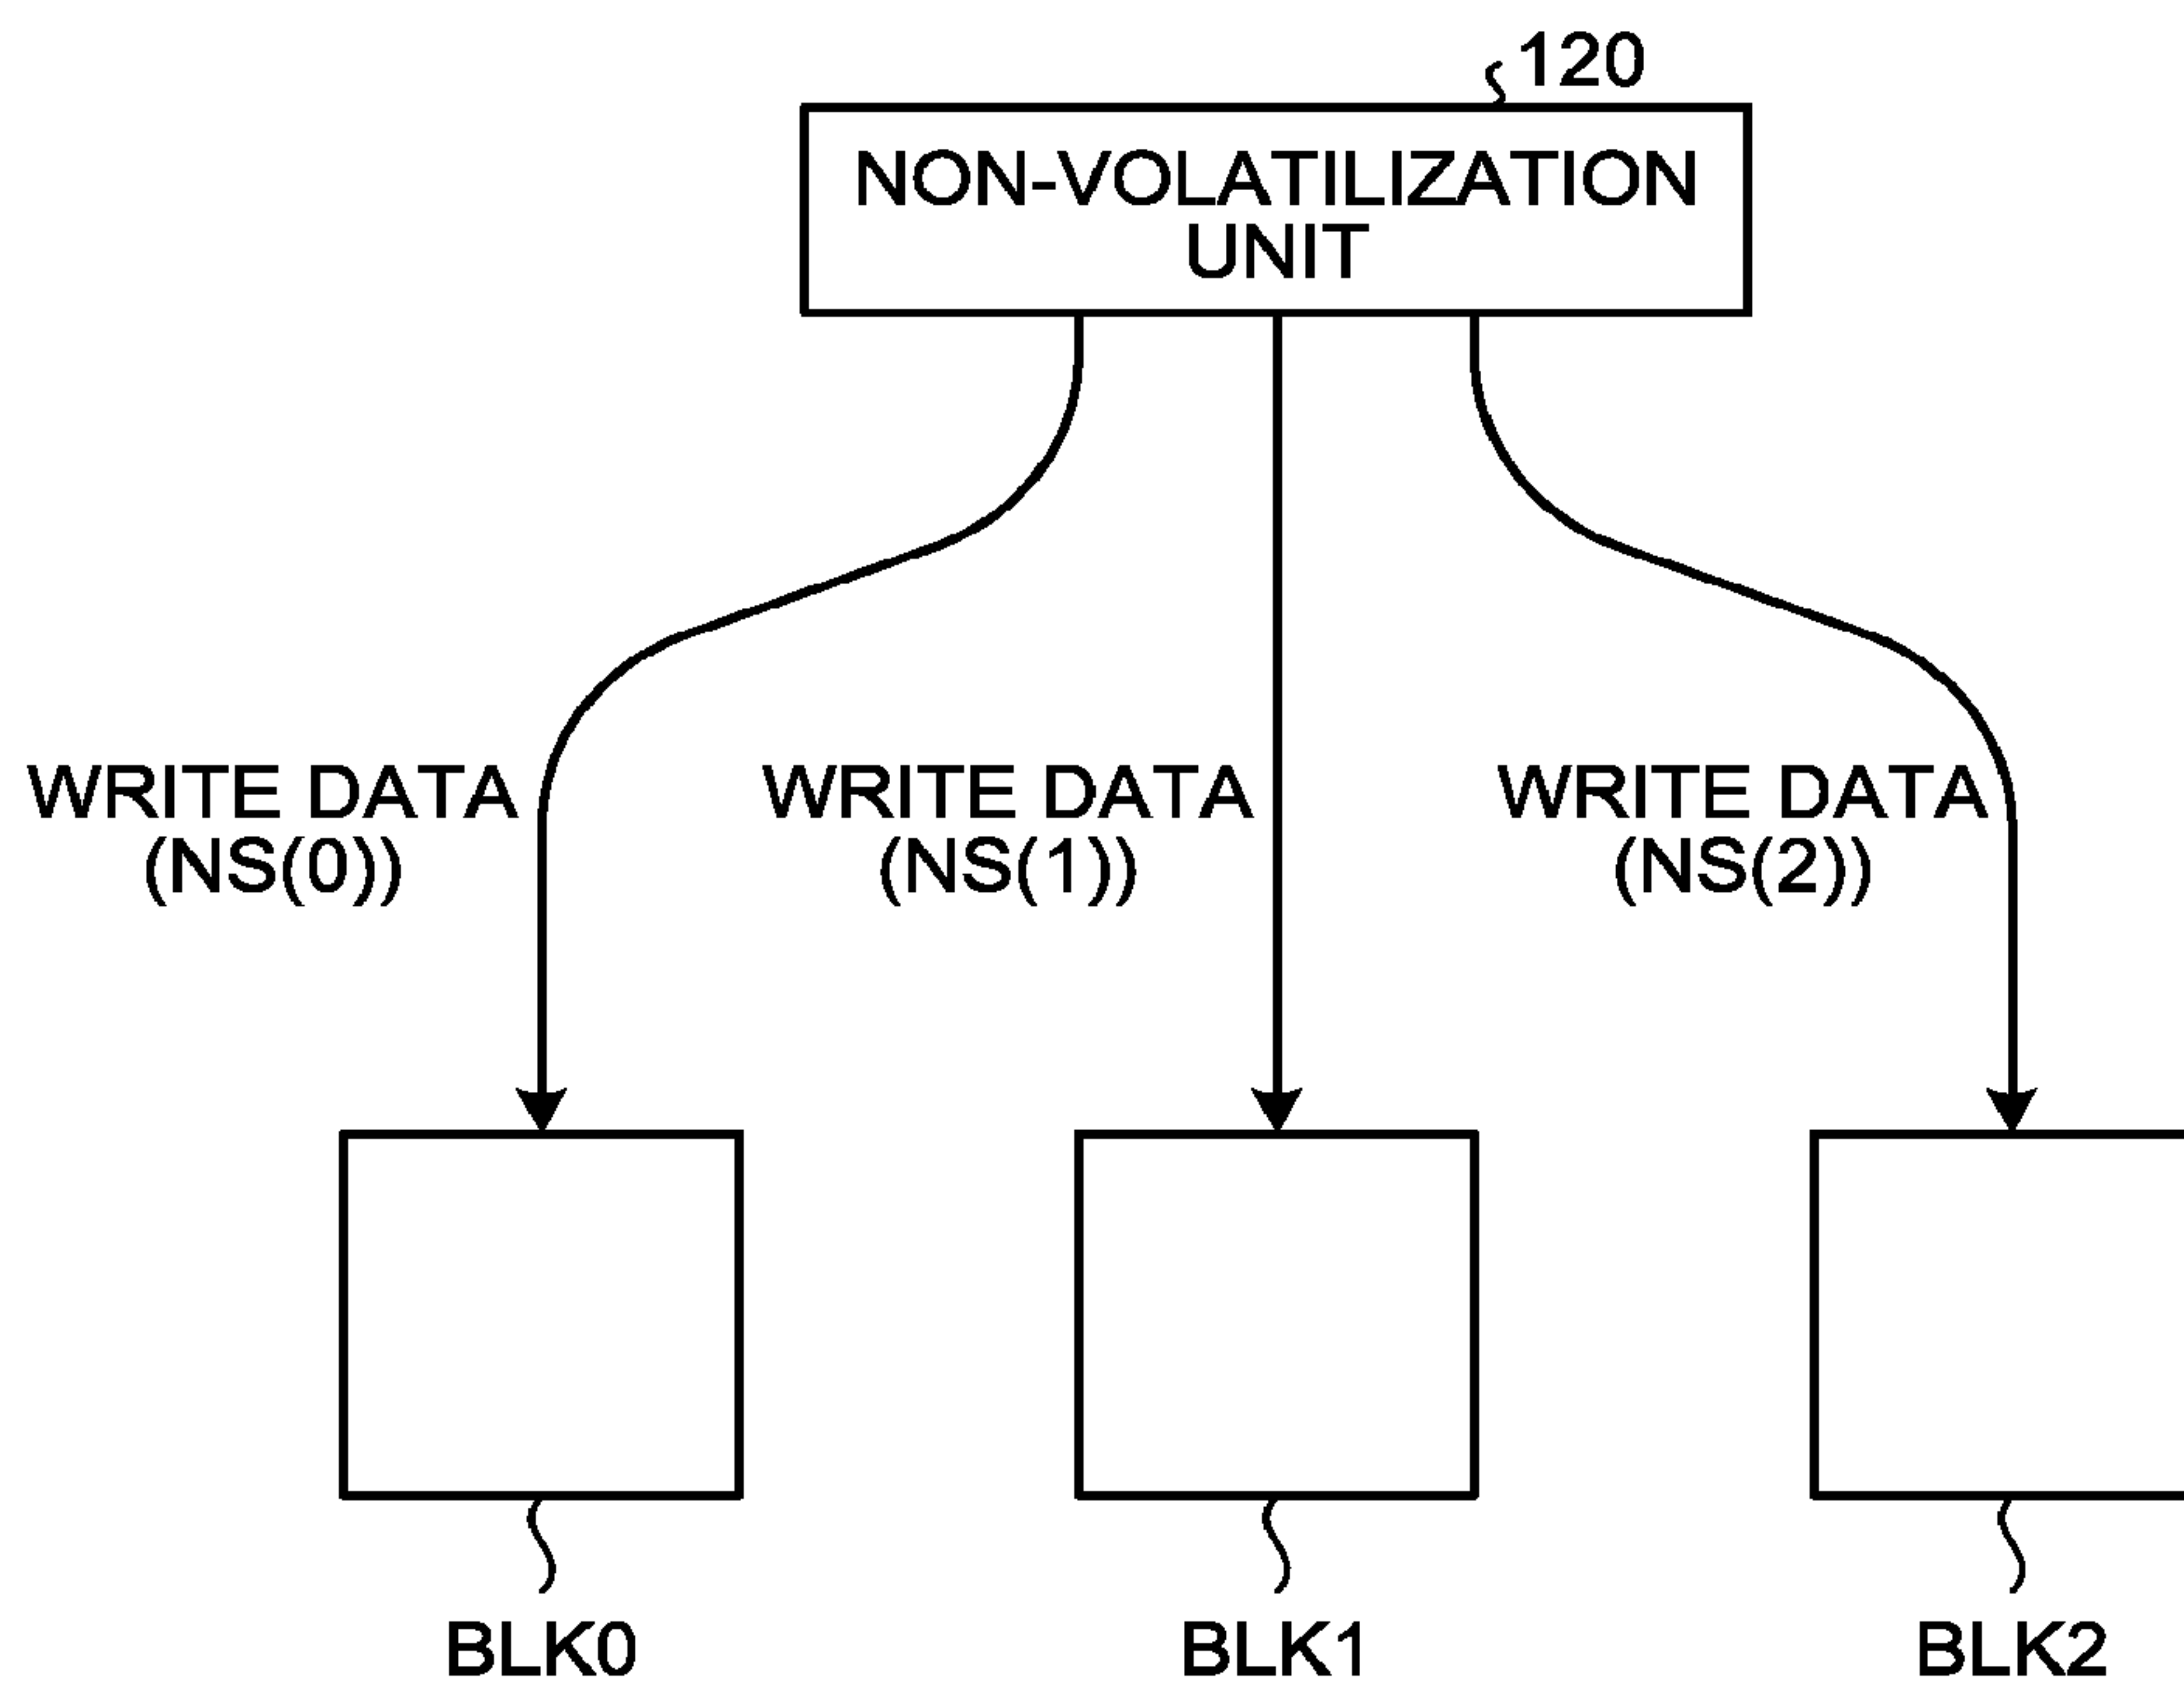 120
NON-VOLATILIZATION
UNIT
WRITE DATA
(NS(0))
WRITE DATA
(NS(1))
WRITE DATA
(NS(2))
BLK0
BLK1
BLK2